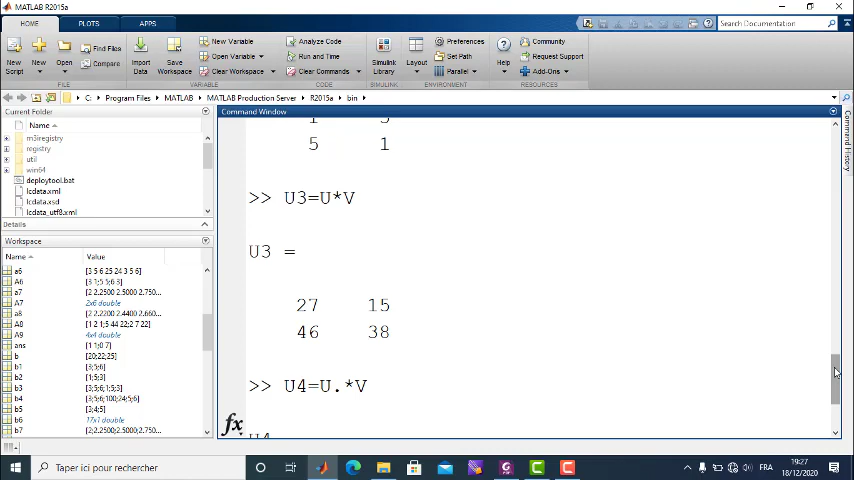 MATLAB R2015a
HOME PLOTS APPS
Search Documentation
New Script
New
Open
Find Files
Compare
Import Data
Save Workspace
New Variable
Open Variable
Clear Workspace
Analyze Code
Run and Time
Clear Commands
Simulink Library
Layout
Preferences
Set Path
Parallel
Help
Community
Request Support
Add-Ons
FILE VARIABLE CODE SIMULINK ENVIRONMENT RESOURCES
C: Program Files MATLAB MATLAB Production Server R2015a bin
Current Folder
Name
m3iregistry
registry
util
win64
deploytool.bat
lcdata.xml
lcdata.xsd
lcdata_utf8.xml
Details
Workspace
Name Value
a6 [3 5 6 25 24 3 5 6]
A6 [3 1;5 5;6 3]
a7 [2 2.2500 2.5000 2.750...
A7 2x6 double
a8 [2 2.2200 2.4400 2.660...
A8 [1 2 1;5 44 22;2 7 22]
A9 4x4 double
ans [1 1;0 7]
b [20;22;25]
b1 [3;5;6]
b2 [1;5;3]
b3 [3;5;6;1;5;3]
b4 [3;5;6;100;24;5;6]
b5 [3;4;5]
b6 17x1 double
b7 [2;2.2500;2.5000;2.750...
Command Window
5 1
>> U3=U*V
U3 =
27 15
46 38
>> U4=U.*V
U4
fx
Command History
Taper ici pour rechercher
FRA
19:27
18/12/2020